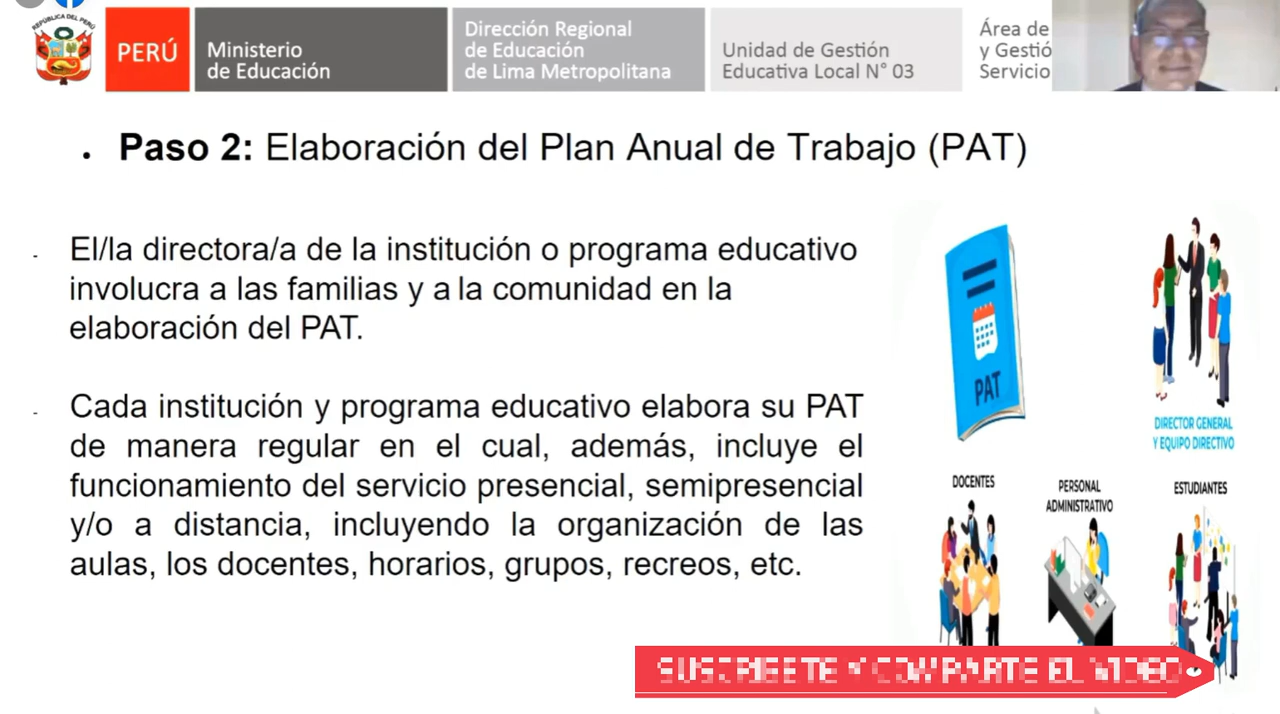 REPÚBLICA DEL PERÚ
PERÚ
Ministerio
de Educación
Dirección Regional
de Educación
de Lima Metropolitana
Unidad de Gestión
Educativa Local N° 03
Área de
y Gestió
Servicio
• Paso 2: Elaboración del Plan Anual de Trabajo (PAT)
- El/la directora/a de la institución o programa educativo
involucra a las familias y a la comunidad en la
elaboración del PAT.
- Cada institución y programa educativo elabora su PAT
de manera regular en el cual, además, incluye el
funcionamiento del servicio presencial, semipresencial
y/o a distancia, incluyendo la organización de las
aulas, los docentes, horarios, grupos, recreos, etc.
PAT
DIRECTOR GENERAL
Y EQUIPO DIRECTIVO
DOCENTES
PERSONAL
ADMINISTRATIVO
ESTUDIANTES
SUSCRIBETE Y COMPARTE EL VIDEO